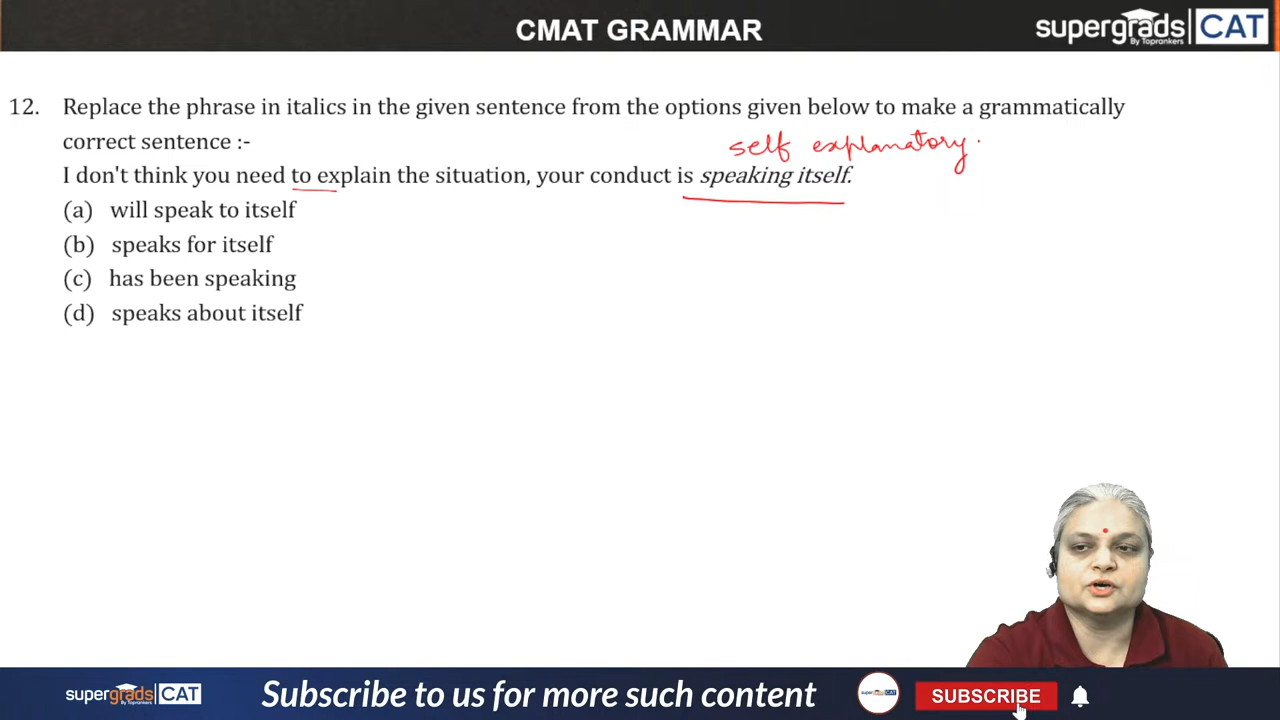 CMAT GRAMMAR
supergrads
By Toprankers
CAT
12. Replace the phrase in italics in the given sentence from the options given below to make a grammatically
correct sentence :-
self explanatory.
I don't think you need to explain the situation, your conduct is speaking itself.
(a) will speak to itself
(b) speaks for itself
(c) has been speaking
(d) speaks about itself
supergrads CAT
Subscribe to us for more such content
supergrads CAT
SUBSCRIBE